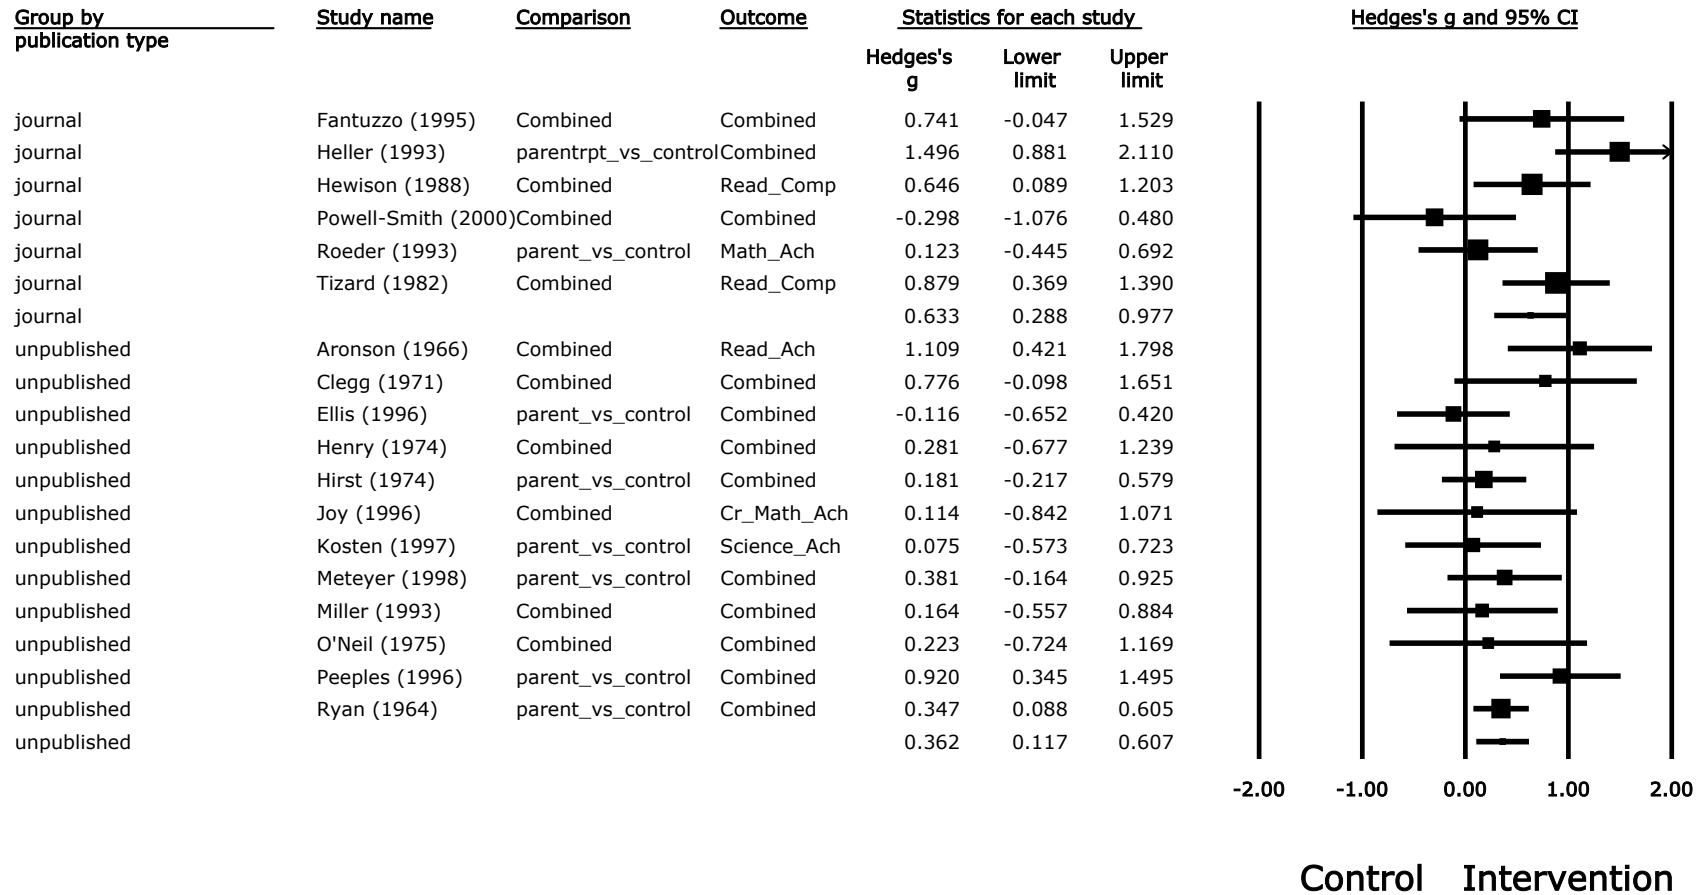 Group by Study name Comparison Outcome Statistics for each study Hedges's g and 95% CI
publication type
Hedges's Lower Upper
g limit limit
journal Fantuzzo (1995) Combined Combined 0.741 -0.047 1.529
journal Heller (1993) parentrpt_vs_control Combined 1.496 0.881 2.110
journal Hewison (1988) Combined Read_Comp 0.646 0.089 1.203
journal Powell-Smith (2000) Combined Combined -0.298 -1.076 0.480
journal Roeder (1993) parent_vs_control Math_Ach 0.123 -0.445 0.692
journal Tizard (1982) Combined Read_Comp 0.879 0.369 1.390
journal 0.633 0.288 0.977
unpublished Aronson (1966) Combined Read_Ach 1.109 0.421 1.798
unpublished Clegg (1971) Combined Combined 0.776 -0.098 1.651
unpublished Ellis (1996) parent_vs_control Combined -0.116 -0.652 0.420
unpublished Henry (1974) Combined Combined 0.281 -0.677 1.239
unpublished Hirst (1974) parent_vs_control Combined 0.181 -0.217 0.579
unpublished Joy (1996) Combined Cr_Math_Ach 0.114 -0.842 1.071
unpublished Kosten (1997) parent_vs_control Science_Ach 0.075 -0.573 0.723
unpublished Meteyer (1998) parent_vs_control Combined 0.381 -0.164 0.925
unpublished Miller (1993) Combined Combined 0.164 -0.557 0.884
unpublished O'Neil (1975) Combined Combined 0.223 -0.724 1.169
unpublished Peeples (1996) parent_vs_control Combined 0.920 0.345 1.495
unpublished Ryan (1964) parent_vs_control Combined 0.347 0.088 0.605
unpublished 0.362 0.117 0.607
-2.00 -1.00 0.00 1.00 2.00
Control Intervention